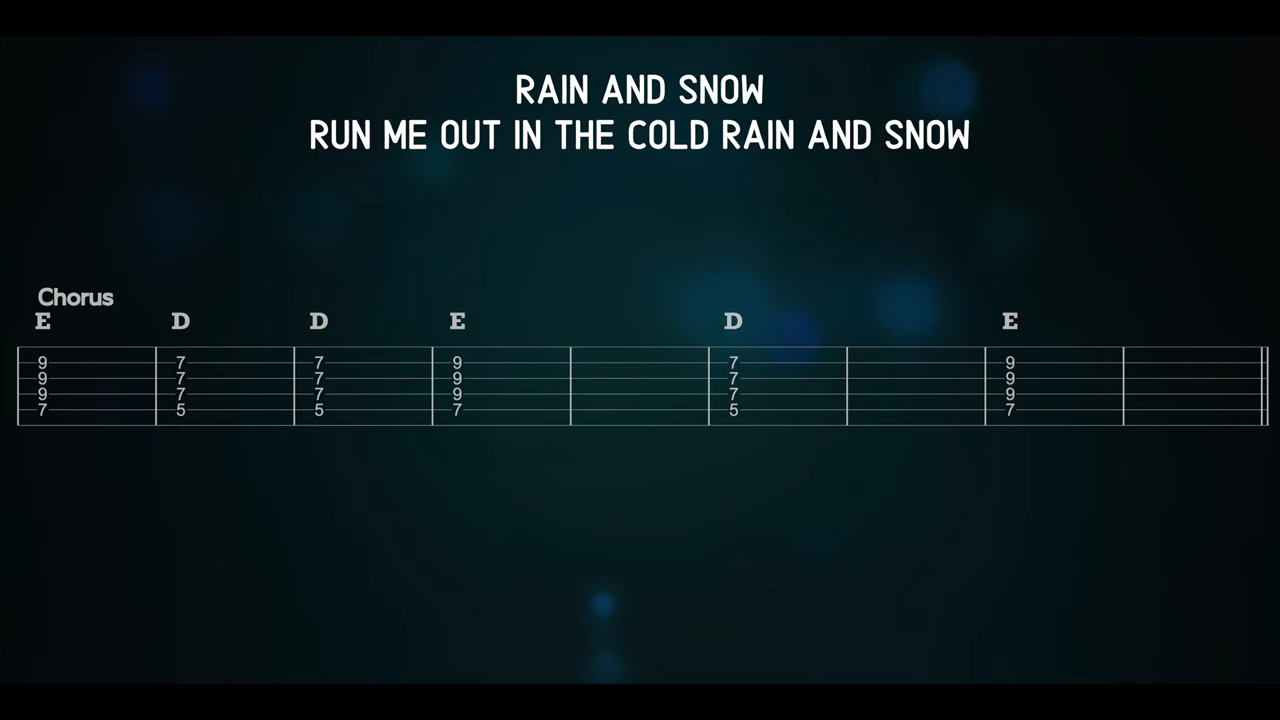 RAIN AND SNOW
RUN ME OUT IN THE COLD RAIN AND SNOW
Chorus
E D D E D E
9 7 7 9 7 9
9 7 7 9 7 9
9 7 7 9 7 9
7 5 5 7 5 7